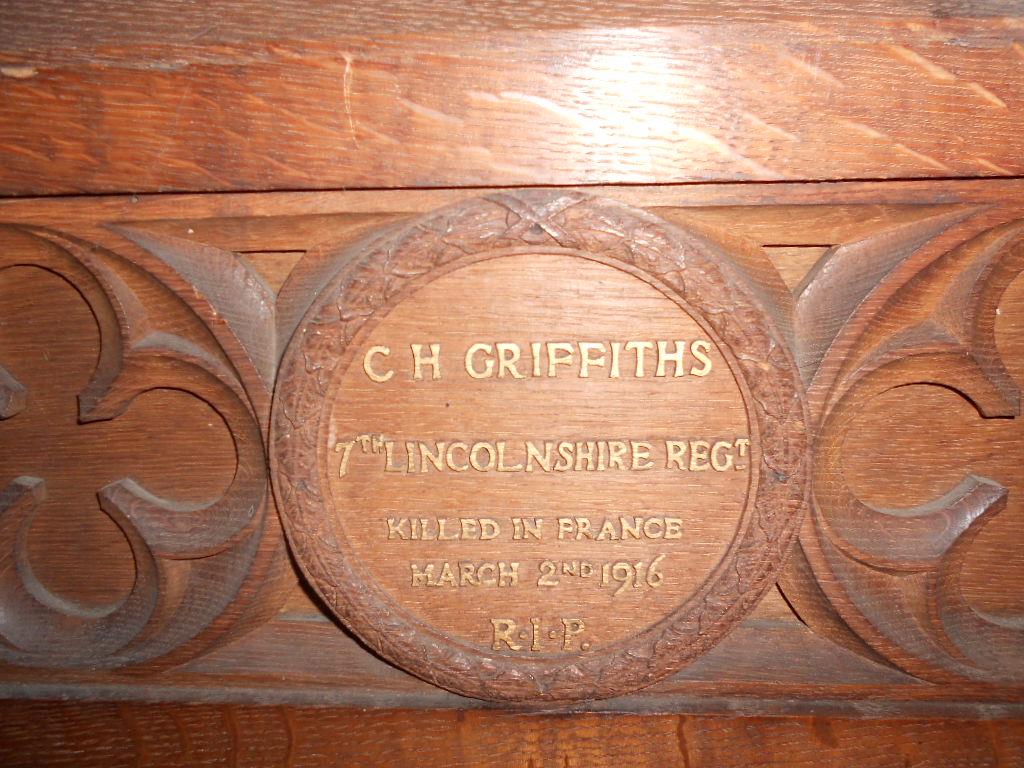 C H GRIFFITHS
7TH LINCOLNSHIRE REGT
KILLED IN FRANCE
MARCH 2ND 1916
R·I·P.